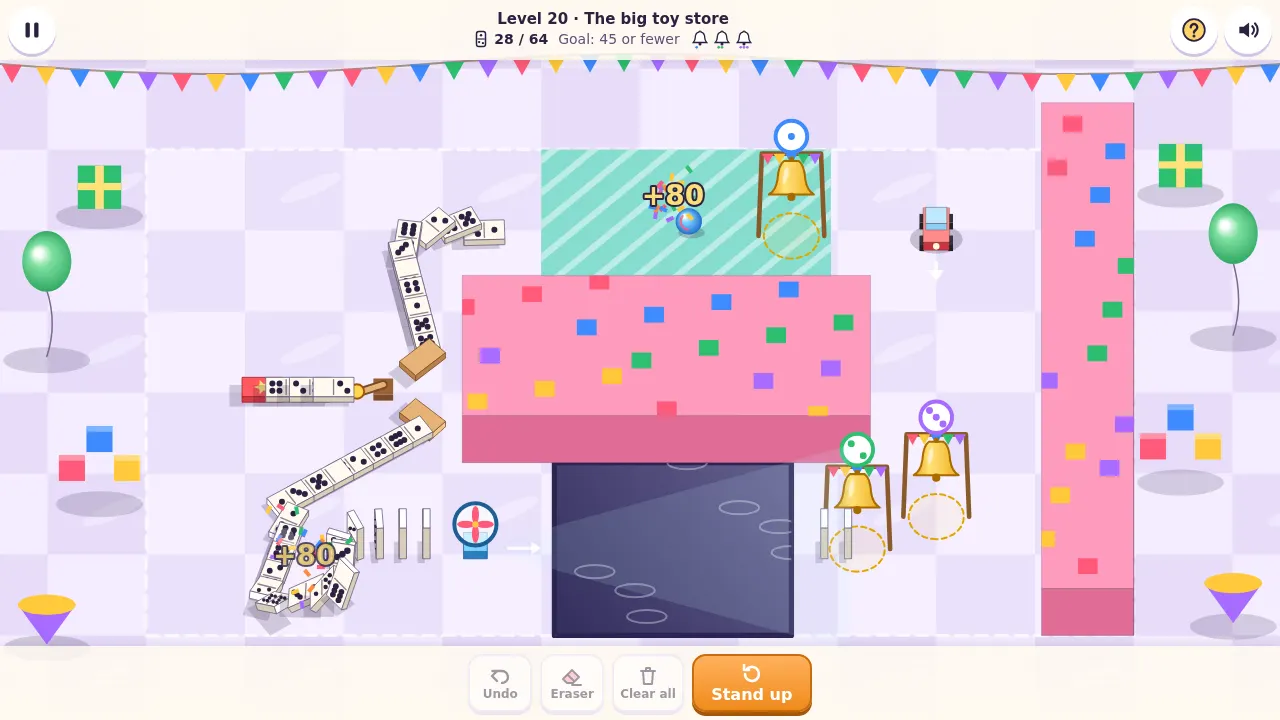 Level 20 · The big toy store
28 / 64 Goal: 45 or fewer
+80
+80
Undo
Eraser
Clear all
Stand up